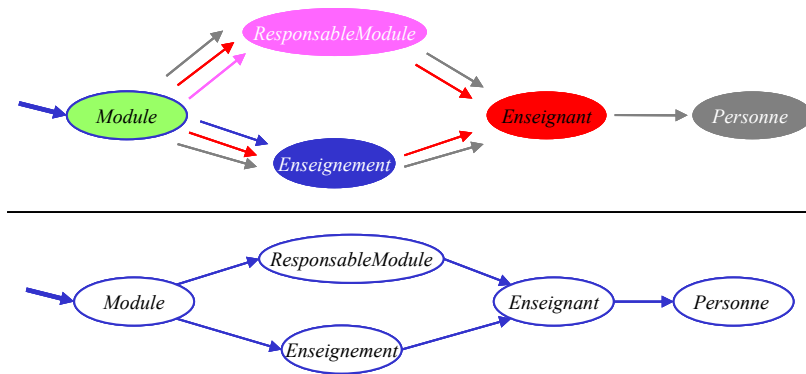 ResponsableModule
Module
Enseignant
Personne
Enseignement
ResponsableModule
Module
Enseignant
Personne
Enseignement